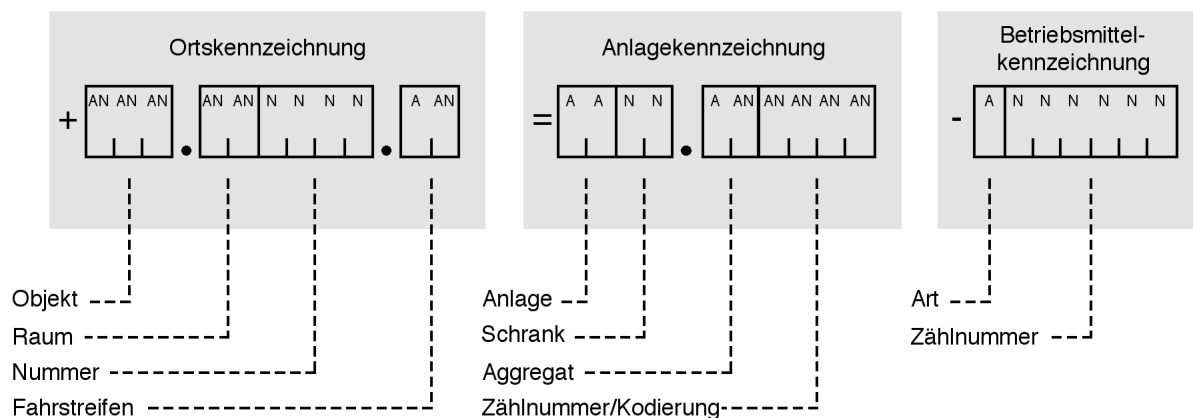 Ortskennzeichnung
Anlagekennzeichnung
Betriebsmittel-
kennzeichnung
+ AN AN AN . AN AN N N N N . A AN
= A A N N . A AN AN AN AN AN
- A N N N N N N
Objekt
Raum
Nummer
Fahrstreifen
Anlage
Schrank
Aggregat
Zählnummer/Kodierung
Art
Zählnummer